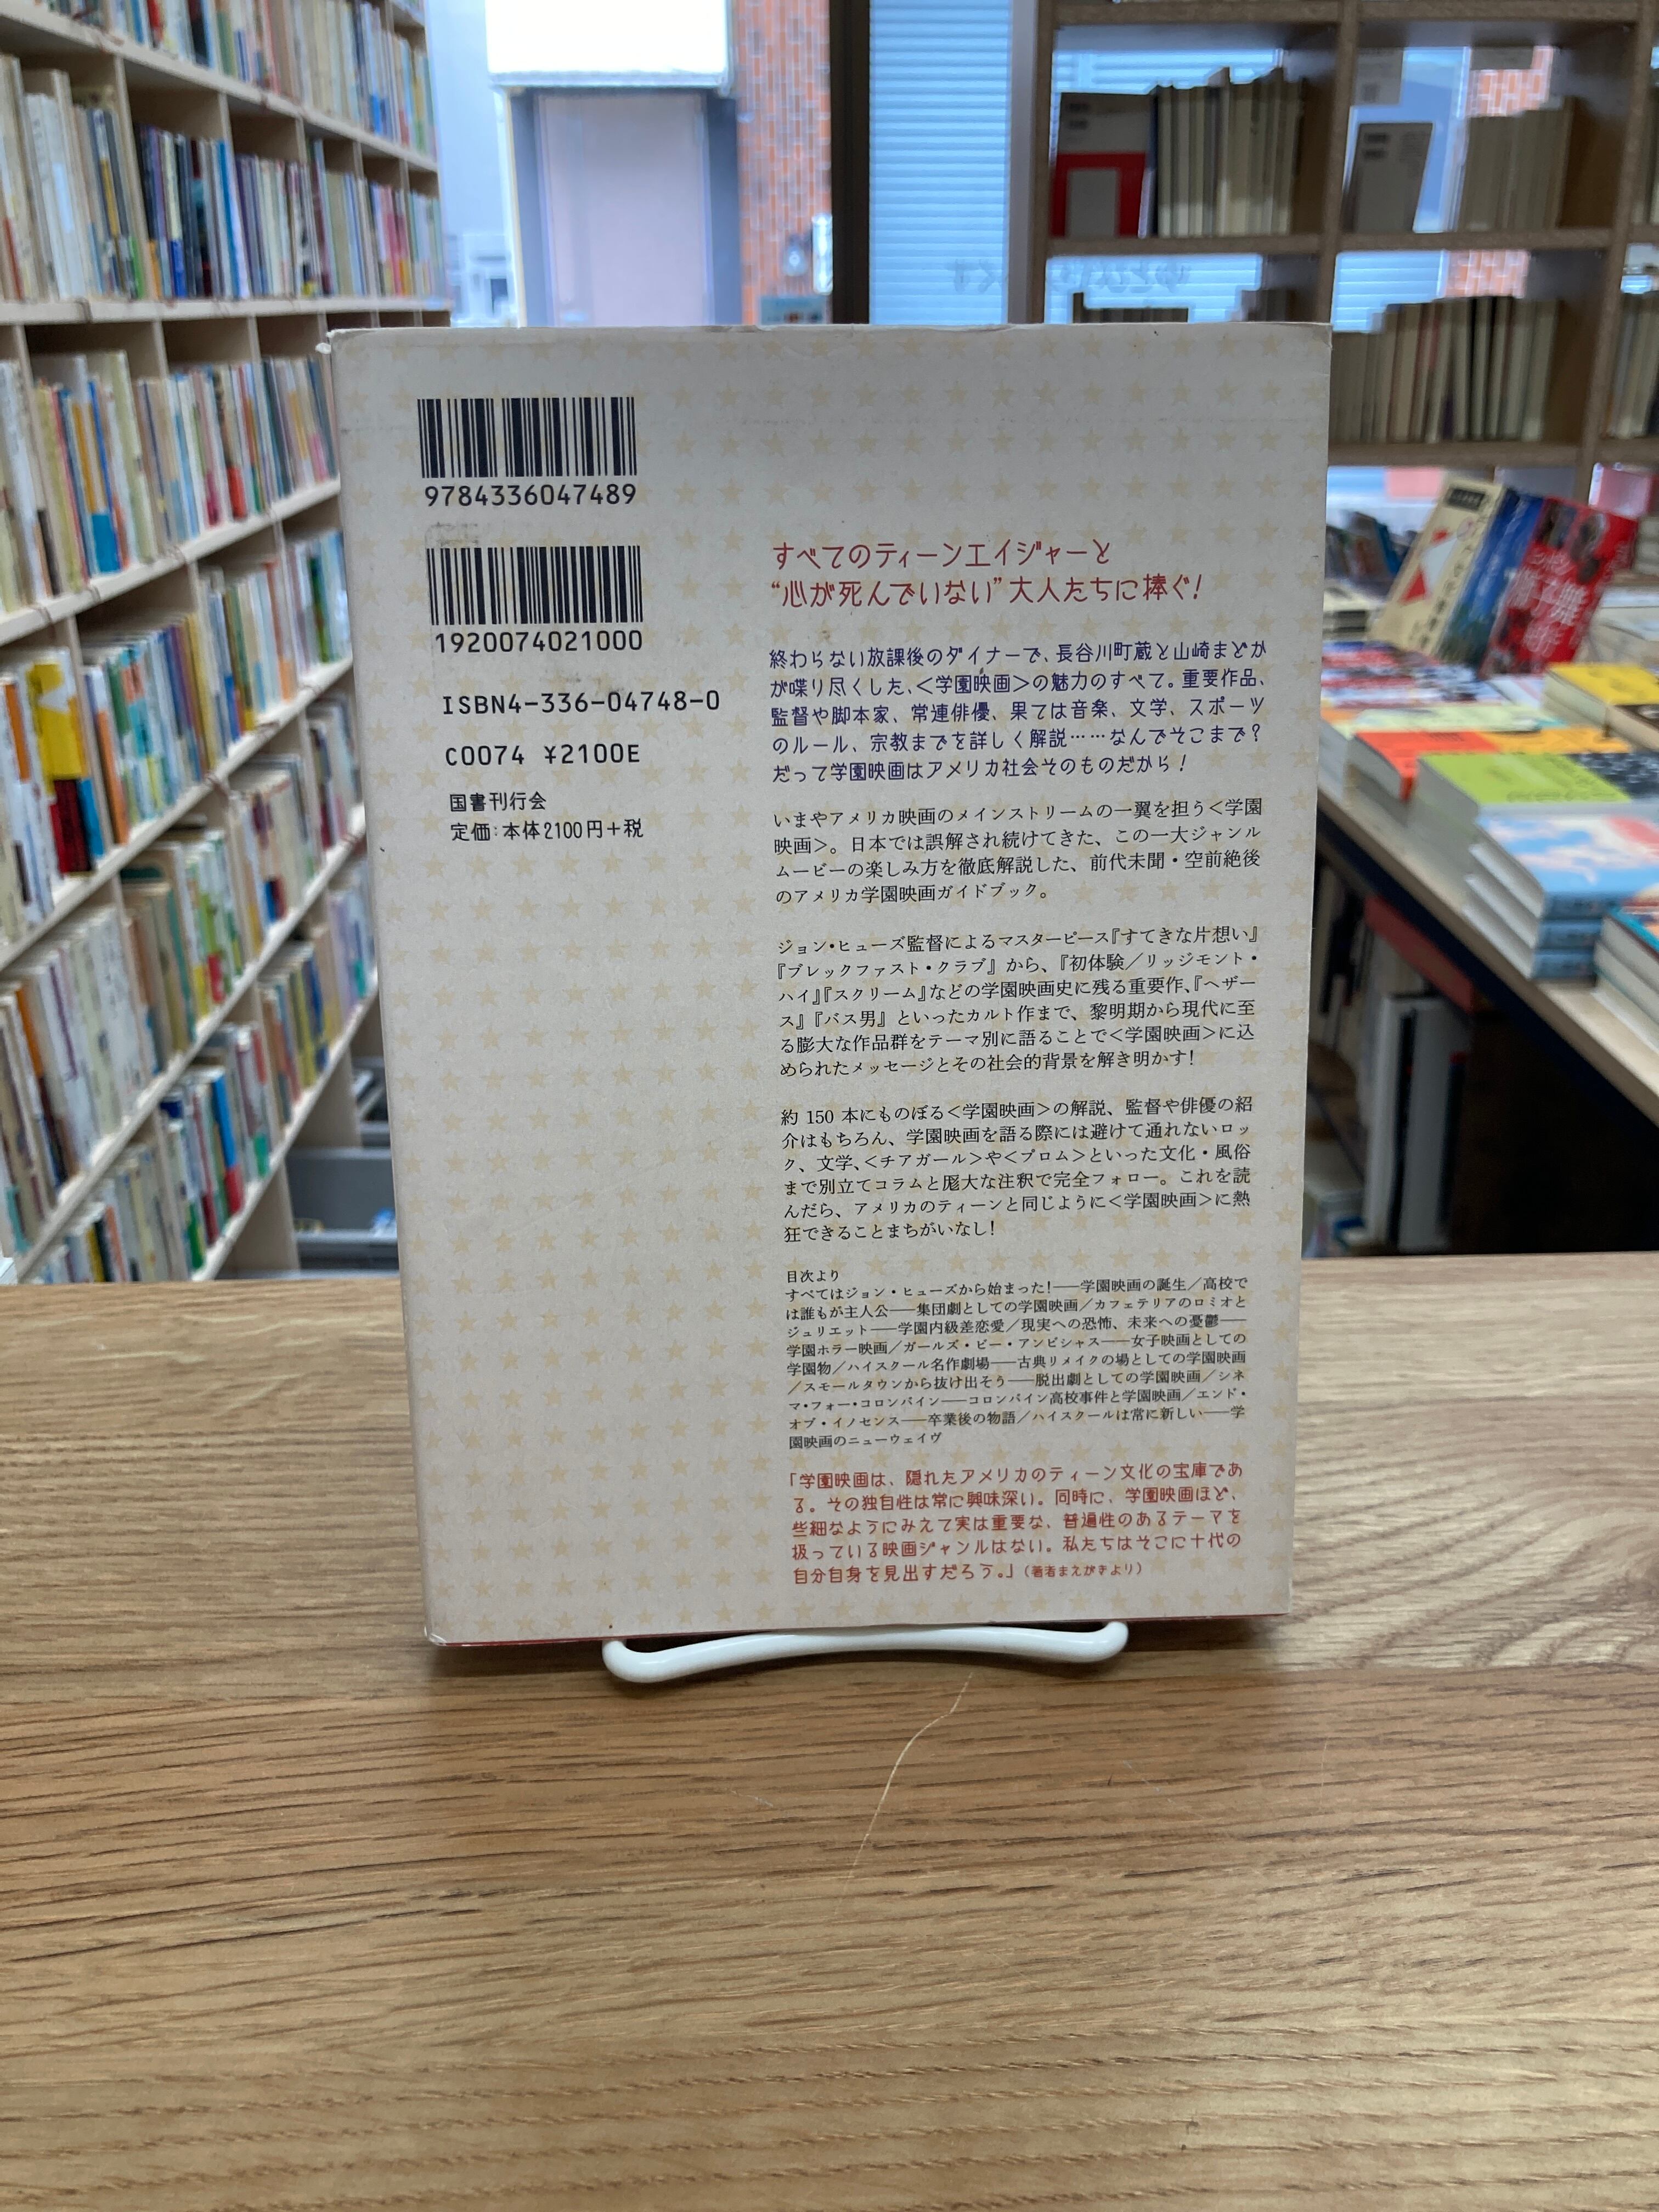 9784336047489
1920074021000
ISBN4-336-04748-0
C0074 ¥2100E
国書刊行会
定価:本体2100円+税
すべてのティーンエイジャーと
“心が死んでいない”大人たちに捧ぐ!
終わらない放課後のダイナーで、長谷川町蔵と山崎まどか
が喋り尽くした、<学園映画>の魅力のすべて。重要作品、
監督や脚本家、常連俳優、果ては音楽、文学、スポーツ
のルール、宗教までを詳しく解説……なんでそこまで?
だって学園映画はアメリカ社会そのものだから!
いまやアメリカ映画のメインストリームの一翼を担う<学園
映画>。日本では誤解され続けてきた、この一大ジャンル
ムービーの楽しみ方を徹底解説した、前代未聞・空前絶後
のアメリカ学園映画ガイドブック。
ジョン・ヒューズ監督によるマスターピース『すてきな片想い』
『ブレックファスト・クラブ』から、『初体験/リッジモント・
ハイ』『スクリーム』などの学園映画史に残る重要作、『ヘザー
ス』『バス男』といったカルト作まで、黎明期から現代に至
る膨大な作品群をテーマ別に語ることで<学園映画>に込
められたメッセージとその社会的背景を解き明かす!
約150本にものぼる<学園映画>の解説、監督や俳優の紹
介はもちろん、学園映画を語る際には避けて通れないロッ
ク、文学、<チアガール>や<プロム>といった文化・風俗
まで別立てコラムと厖大な注釈で完全フォロー。これを読
んだら、アメリカのティーンと同じように<学園映画>に熱
狂できることまちがいなし!
目次より
すべてはジョン・ヒューズから始まった!――学園映画の誕生/高校で
は誰もが主人公――集団劇としての学園映画/カフェテリアのロミオと
ジュリエット――学園内級差恋愛/現実への恐怖、未来への憂鬱――
学園ホラー映画/ガールズ・ビー・アンビシャス――女子映画としての
学園物/ハイスクール名作劇場――古典リメイクの場としての学園映画
/スモールタウンから抜け出そう――脱出劇としての学園映画/シネ
マ・フォー・コロンバイン――コロンバイン高校事件と学園映画/エンド・
オブ・イノセンス――卒業後の物語/ハイスクールは常に新しい――学
園映画のニューウェイヴ
「学園映画は、隠れたアメリカのティーン文化の宝庫であ
る。その独自性は常に興味深い。同時に、学園映画ほど、
些細なようにみえて実は重要な、普遍性のあるテーマを
扱っている映画ジャンルはない。私たちはそこに十代の
自分自身を見出すだろう。」(著者まえがきより)